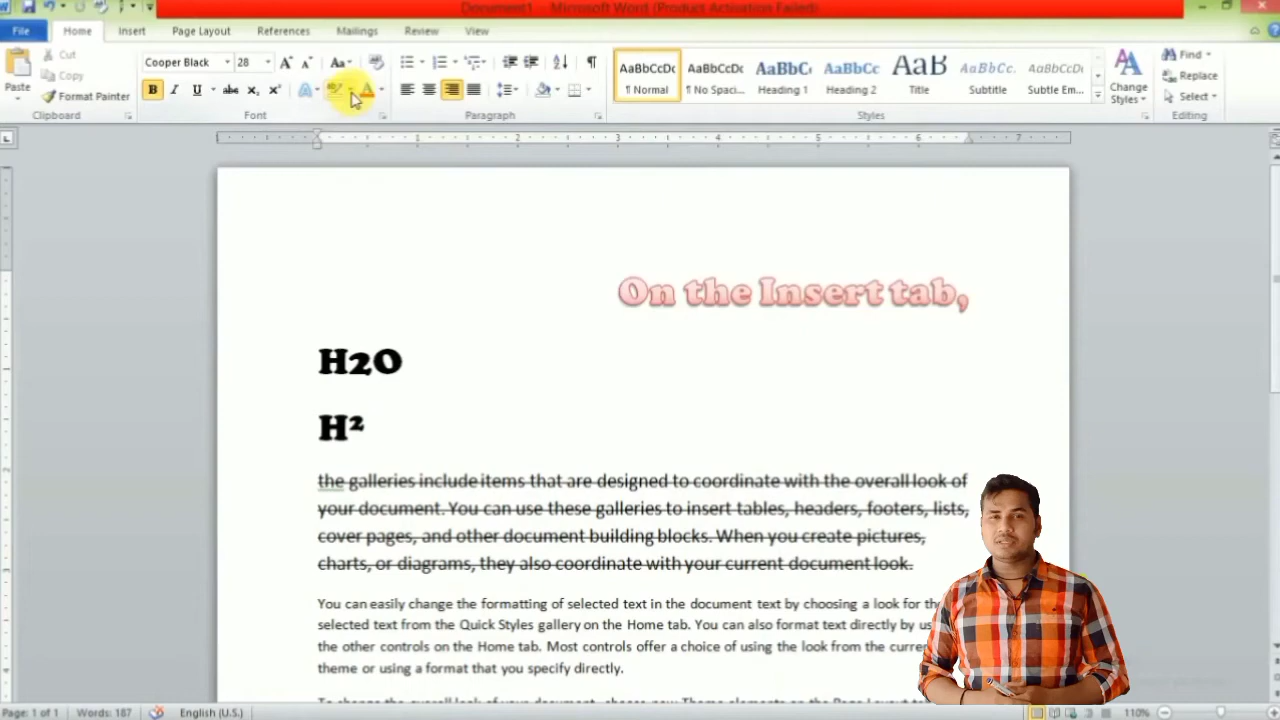 Document1 - Microsoft Word (Product Activation Failed)
File Home Insert Page Layout References Mailings Review View
Paste
Cut
Copy
Format Painter
Clipboard
Cooper Black 28
Font
Paragraph
AaBbCcDc AaBbCcDc AaBbC AaBbCc AaB AaBbCc. AaBbCcDi
¶ Normal ¶ No Spaci... Heading 1 Heading 2 Title Subtitle Subtle Em...
Change Styles
Styles
Find
Replace
Select
Editing
1 2 3 4 5 6 7
On the Insert tab,
H2O
H²
the galleries include items that are designed to coordinate with the overall look of
your document. You can use these galleries to insert tables, headers, footers, lists,
cover pages, and other document building blocks. When you create pictures,
charts, or diagrams, they also coordinate with your current document look.
You can easily change the formatting of selected text in the document text by choosing a look for the
selected text from the Quick Styles gallery on the Home tab. You can also format text directly by
the other controls on the Home tab. Most controls offer a choice of using the look from the
theme or using a format that you specify directly.
Page: 1 of 1 Words: 187 English (U.S.) 110%